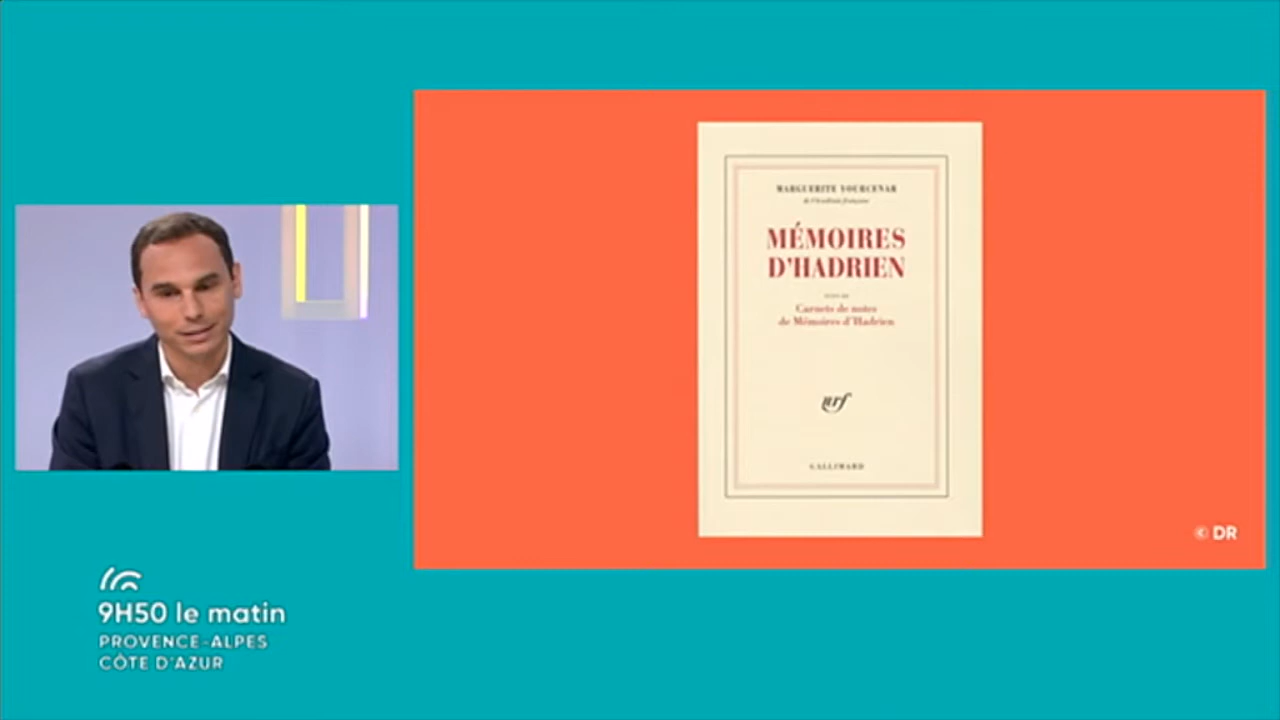 MARGUERITE YOURCENAR
de l'Académie française
MÉMOIRES
D'HADRIEN
suivi de
Carnets de notes
de Mémoires d'Hadrien
nrf
GALLIMARD
© DR
9H50 le matin
PROVENCE-ALPES
CÔTE D'AZUR